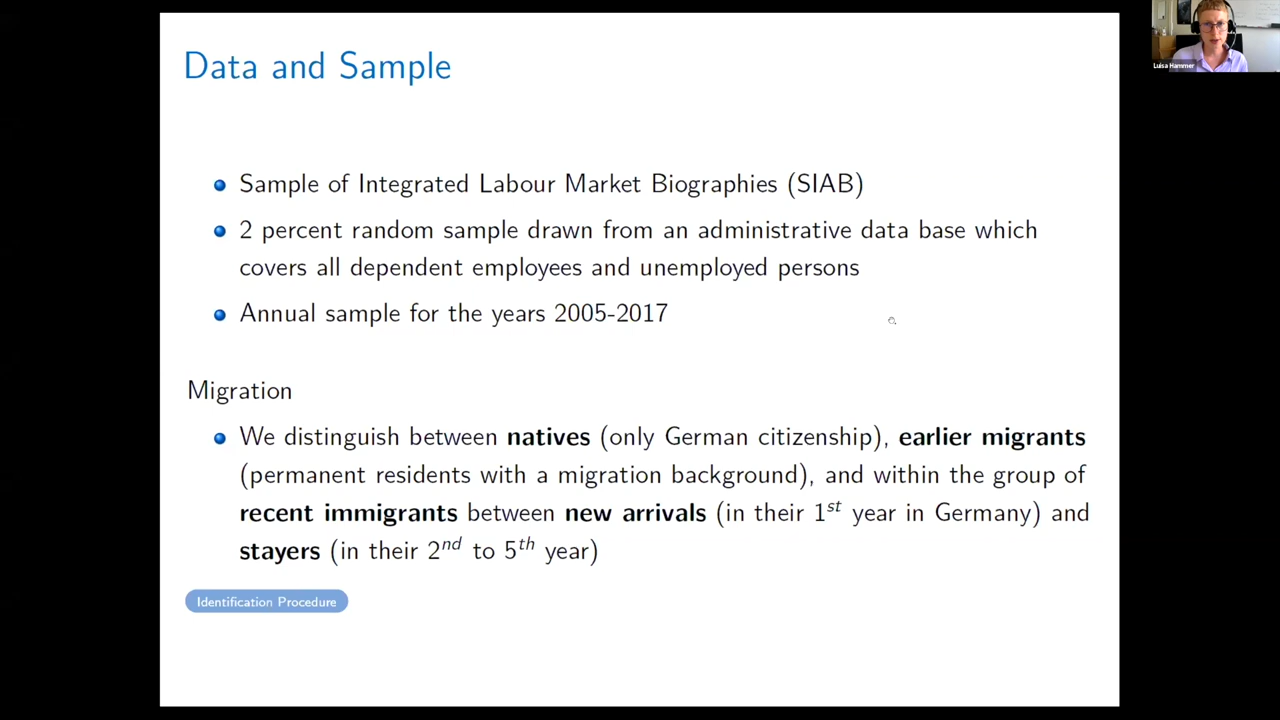 Data and Sample
Luisa Hammer
Sample of Integrated Labour Market Biographies (SIAB)
2 percent random sample drawn from an administrative data base which
covers all dependent employees and unemployed persons
Annual sample for the years 2005-2017
Migration
We distinguish between natives (only German citizenship), earlier migrants
(permanent residents with a migration background), and within the group of
recent immigrants between new arrivals (in their 1st year in Germany) and
stayers (in their 2nd to 5th year)
Identification Procedure